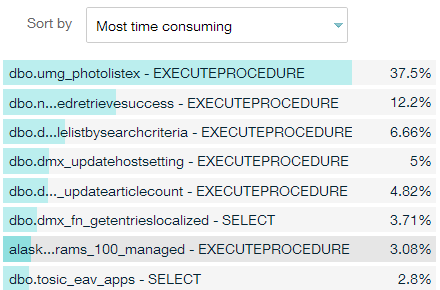 Sort by
Most time consuming
dbo.umg_photolistex - EXECUTEPROCEDURE 37.5%
dbo.n...edretrievesuccess - EXECUTEPROCEDURE 12.2%
dbo.d...lelistbysearchcriteria - EXECUTEPROCEDURE 6.66%
dbo.dmx_updatehostsetting - EXECUTEPROCEDURE 5%
dbo.d..._updatearticlecount - EXECUTEPROCEDURE 4.82%
dbo.dmx_fn_getentrieslocalized - SELECT 3.71%
alask...rams_100_managed - EXECUTEPROCEDURE 3.08%
dbo.tosic_eav_apps - SELECT 2.8%